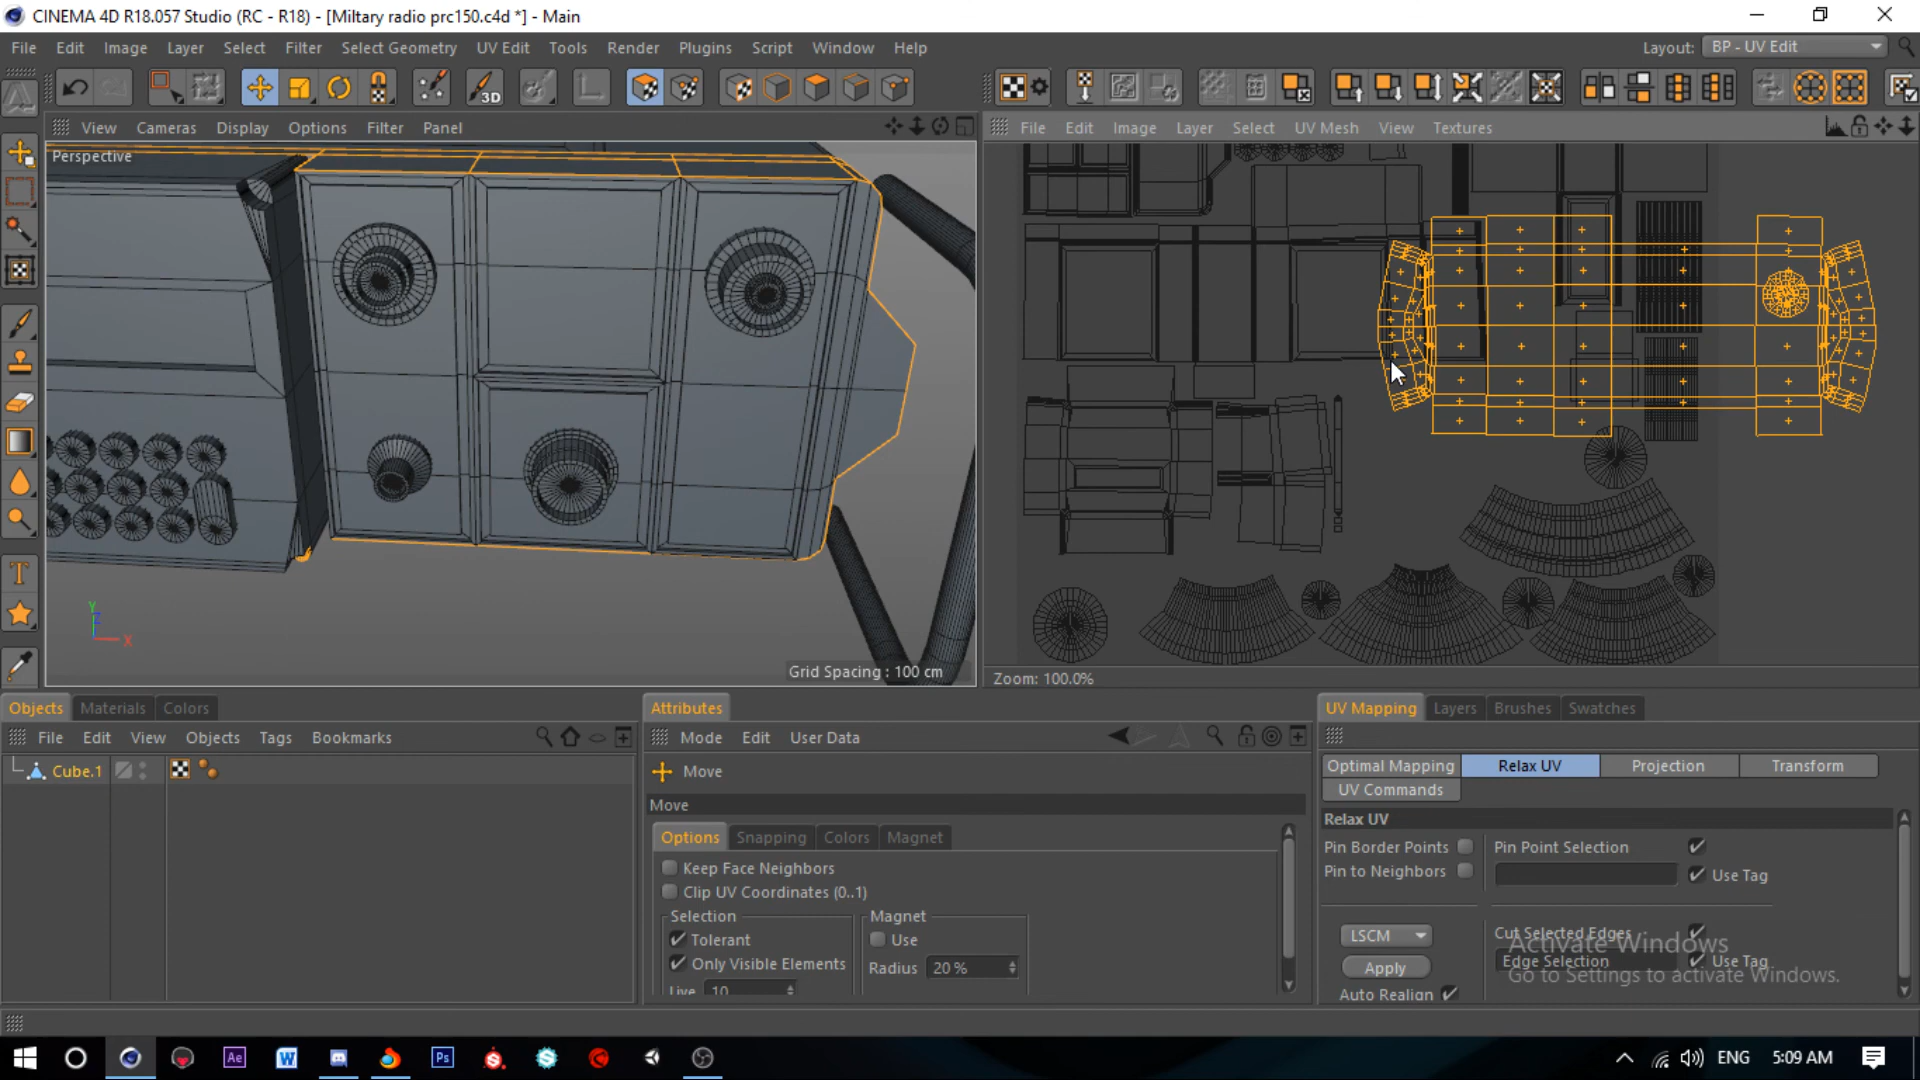 CINEMA 4D R18.057 Studio (RC - R18) - [Miltary radio prc150.c4d *] - Main
File Edit Image Layer Select Filter Select Geometry UV Edit Tools Render Plugins Script Window Help Layout: BP - UV Edit
3D
View Cameras Display Options Filter Panel
File Edit Image Layer Select UV Mesh View Textures
Perspective
Y
Z
X
Grid Spacing : 100 cm
Zoom: 100.0%
Objects Materials Colors
File Edit View Objects Tags Bookmarks
Cube.1
Attributes
Mode Edit User Data
Move
Move
Options Snapping Colors Magnet
Keep Face Neighbors
Clip UV Coordinates (0..1)
Selection Magnet
Tolerant Use
Only Visible Elements Radius 20 %
Live 10
UV Mapping Layers Brushes Swatches
Optimal Mapping Relax UV Projection Transform
UV Commands
Relax UV
Pin Border Points Pin Point Selection
Pin to Neighbors Use Tag
LSCM Cut Selected Edges
Apply Edge Selection Use Tag
Auto Realign
Activate Windows
Go to Settings to activate Windows.
Ae W Ps
ENG 5:09 AM